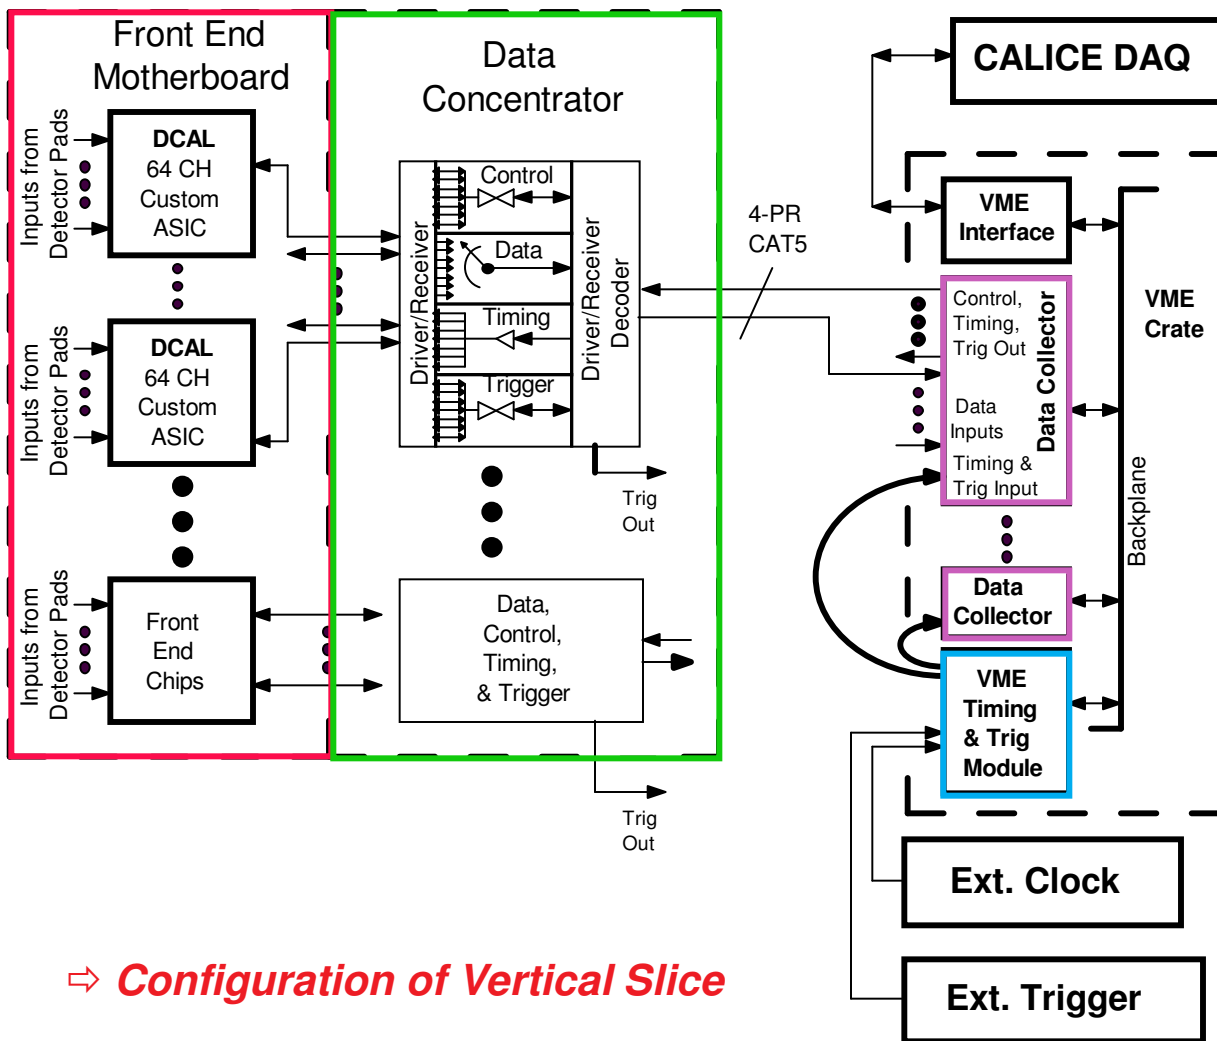 Front End
Motherboard
Data
Concentrator
CALICE DAQ
Inputs from
Detector Pads
DCAL
64 CH
Custom
ASIC
Inputs from
Detector Pads
DCAL
64 CH
Custom
ASIC
Inputs from
Detector Pads
Front
End
Chips
Driver/Receiver
Control
Data
Timing
Trigger
Driver/Receiver
Decoder
Trig
Out
Data,
Control,
Timing,
& Trigger
Trig
Out
4-PR
CAT5
VME
Interface
VME
Crate
Control,
Timing,
Trig Out
Data
Inputs
Timing &
Trig Input
Data Collector
Backplane
Data
Collector
VME
Timing
& Trig
Module
Ext. Clock
Ext. Trigger
⇨ Configuration of Vertical Slice